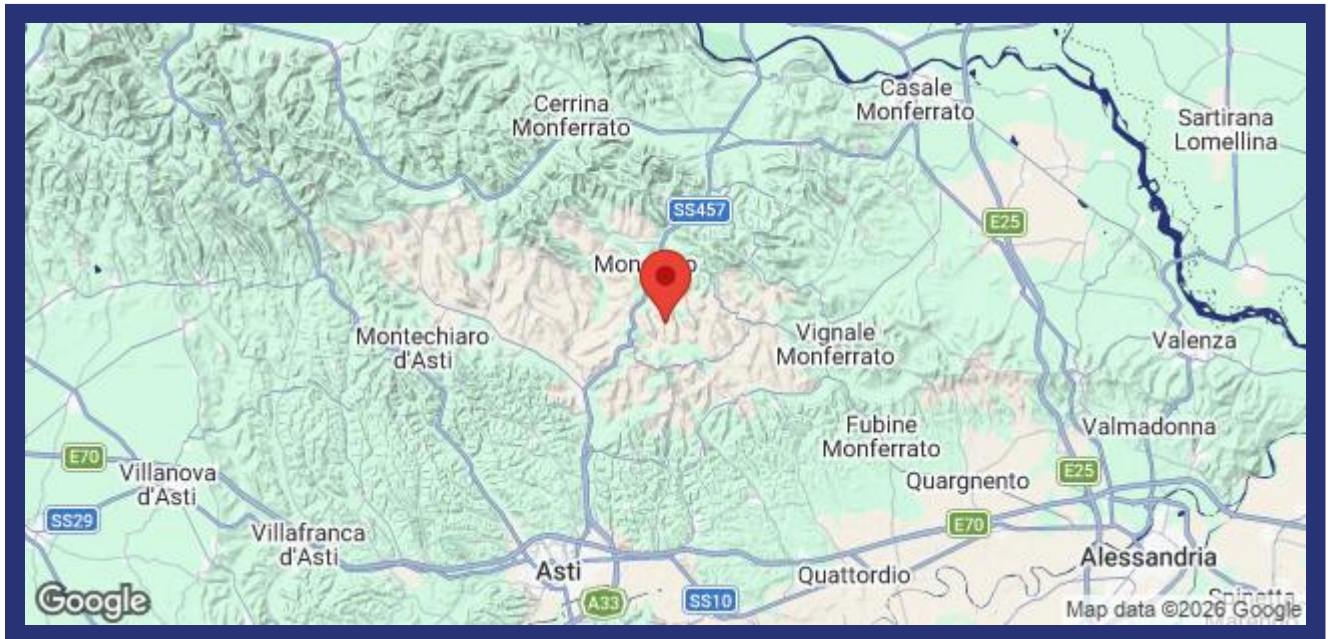 Cerrina
Monferrato
Casale
Monferrato
Sartirana
Lomellina
SS457
E25
Montechiaro
d'Asti
Vignale
Monferrato
Valenza
Fubine
Monferrato
Valmadonna
E70
Villanova
d'Asti
Quargnento
E25
SS29
Villafranca
d'Asti
E70
Asti
Quattordio
Alessandria
A33
SS10
Google
Map data ©2026 Google